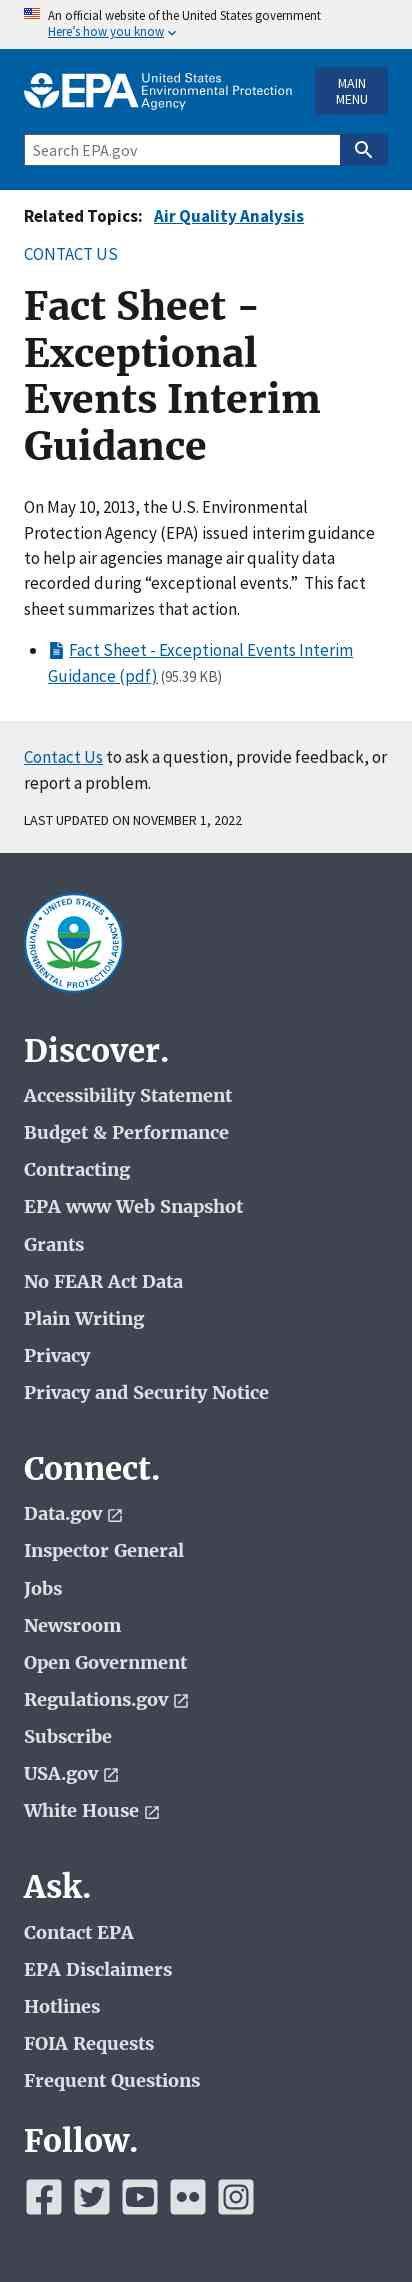 An official website of the United States government
Here's how you know
EPA United States
Environmental Protection
Agency
MAIN
MENU
Search EPA.gov
Related Topics: Air Quality Analysis
CONTACT US
Fact Sheet -
Exceptional
Events Interim
Guidance
On May 10, 2013, the U.S. Environmental
Protection Agency (EPA) issued interim guidance
to help air agencies manage air quality data
recorded during “exceptional events.”  This fact
sheet summarizes that action.
Fact Sheet - Exceptional Events Interim
Guidance (pdf) (95.39 KB)
Contact Us to ask a question, provide feedback, or
report a problem.
LAST UPDATED ON NOVEMBER 1, 2022
UNITED STATES
ENVIRONMENTAL PROTECTION AGENCY
Discover.
Accessibility Statement
Budget & Performance
Contracting
EPA www Web Snapshot
Grants
No FEAR Act Data
Plain Writing
Privacy
Privacy and Security Notice
Connect.
Data.gov
Inspector General
Jobs
Newsroom
Open Government
Regulations.gov
Subscribe
USA.gov
White House
Ask.
Contact EPA
EPA Disclaimers
Hotlines
FOIA Requests
Frequent Questions
Follow.